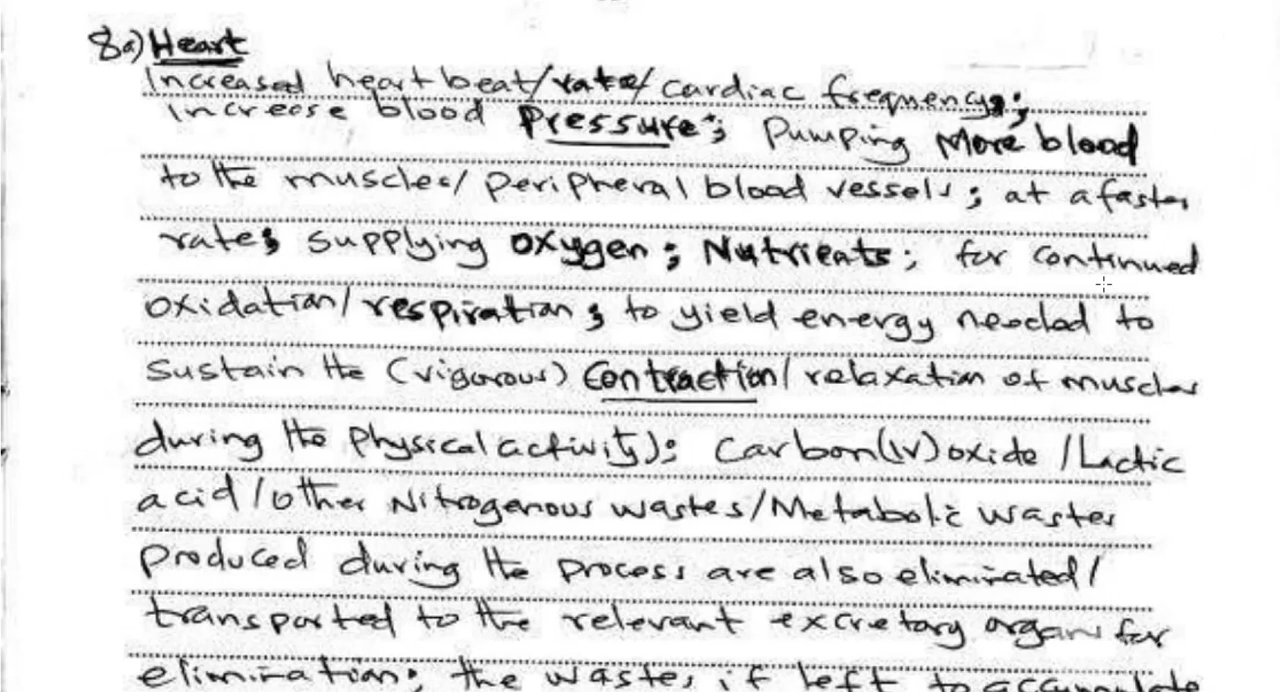 8a) Heart
Increased heart beat/rate/cardiac frequency;
Increase blood pressure; Pumping more blood
to the muscles/peripheral blood vessels; at a faster
rate; supplying oxygen; Nutrients; for continued
oxidation/respiration; to yield energy needed to
sustain the (vigorous) contraction/relaxation of muscles
during the physical activity); Carbon(IV)oxide /Lactic
acid/other Nitrogenous wastes/Metabolic wastes
produced during the process are also eliminated/
transported to the relevant excretory organs for
elimination; the wastes if left to accumulate